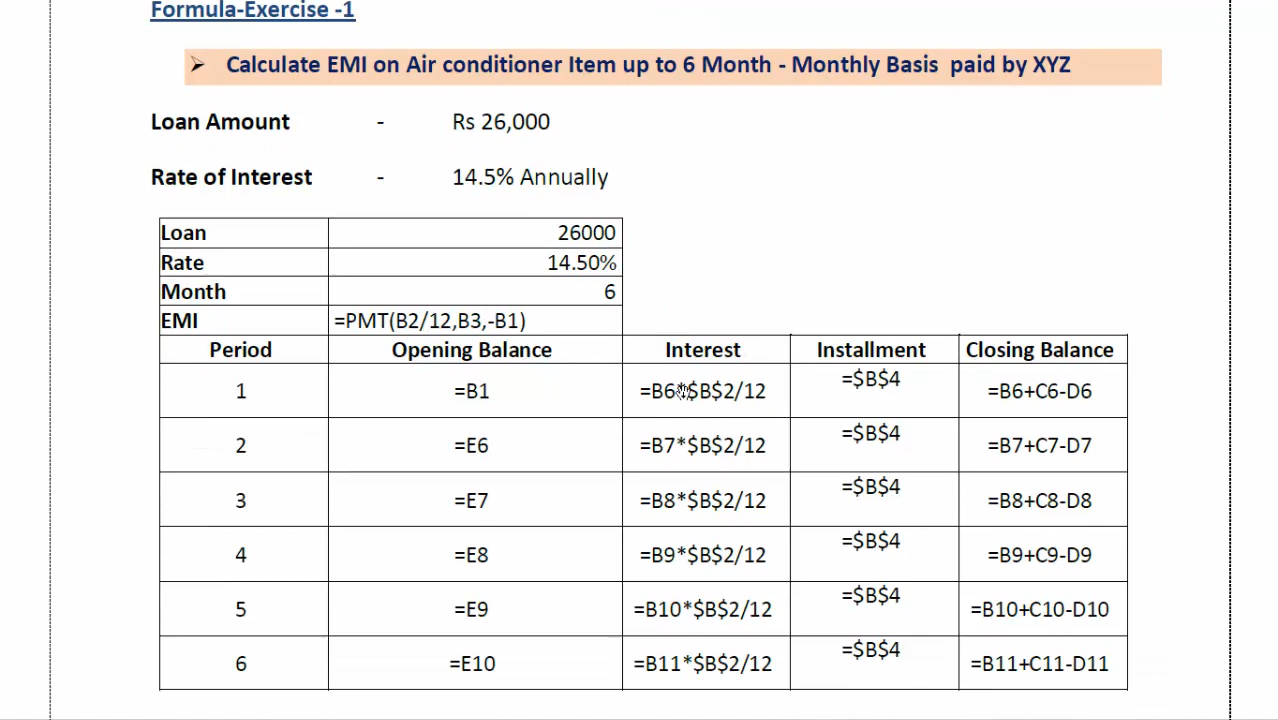 Formula-Exercise -1
➢ Calculate EMI on Air conditioner Item up to 6 Month - Monthly Basis paid by XYZ
Loan Amount - Rs 26,000
Rate of Interest - 14.5% Annually
Loan 26000
Rate 14.50%
Month 6
EMI =PMT(B2/12,B3,-B1)
Period Opening Balance Interest Installment Closing Balance
1 =B1 =B6*$B$2/12 =$B$4 =B6+C6-D6
2 =E6 =B7*$B$2/12 =$B$4 =B7+C7-D7
3 =E7 =B8*$B$2/12 =$B$4 =B8+C8-D8
4 =E8 =B9*$B$2/12 =$B$4 =B9+C9-D9
5 =E9 =B10*$B$2/12 =$B$4 =B10+C10-D10
6 =E10 =B11*$B$2/12 =$B$4 =B11+C11-D11